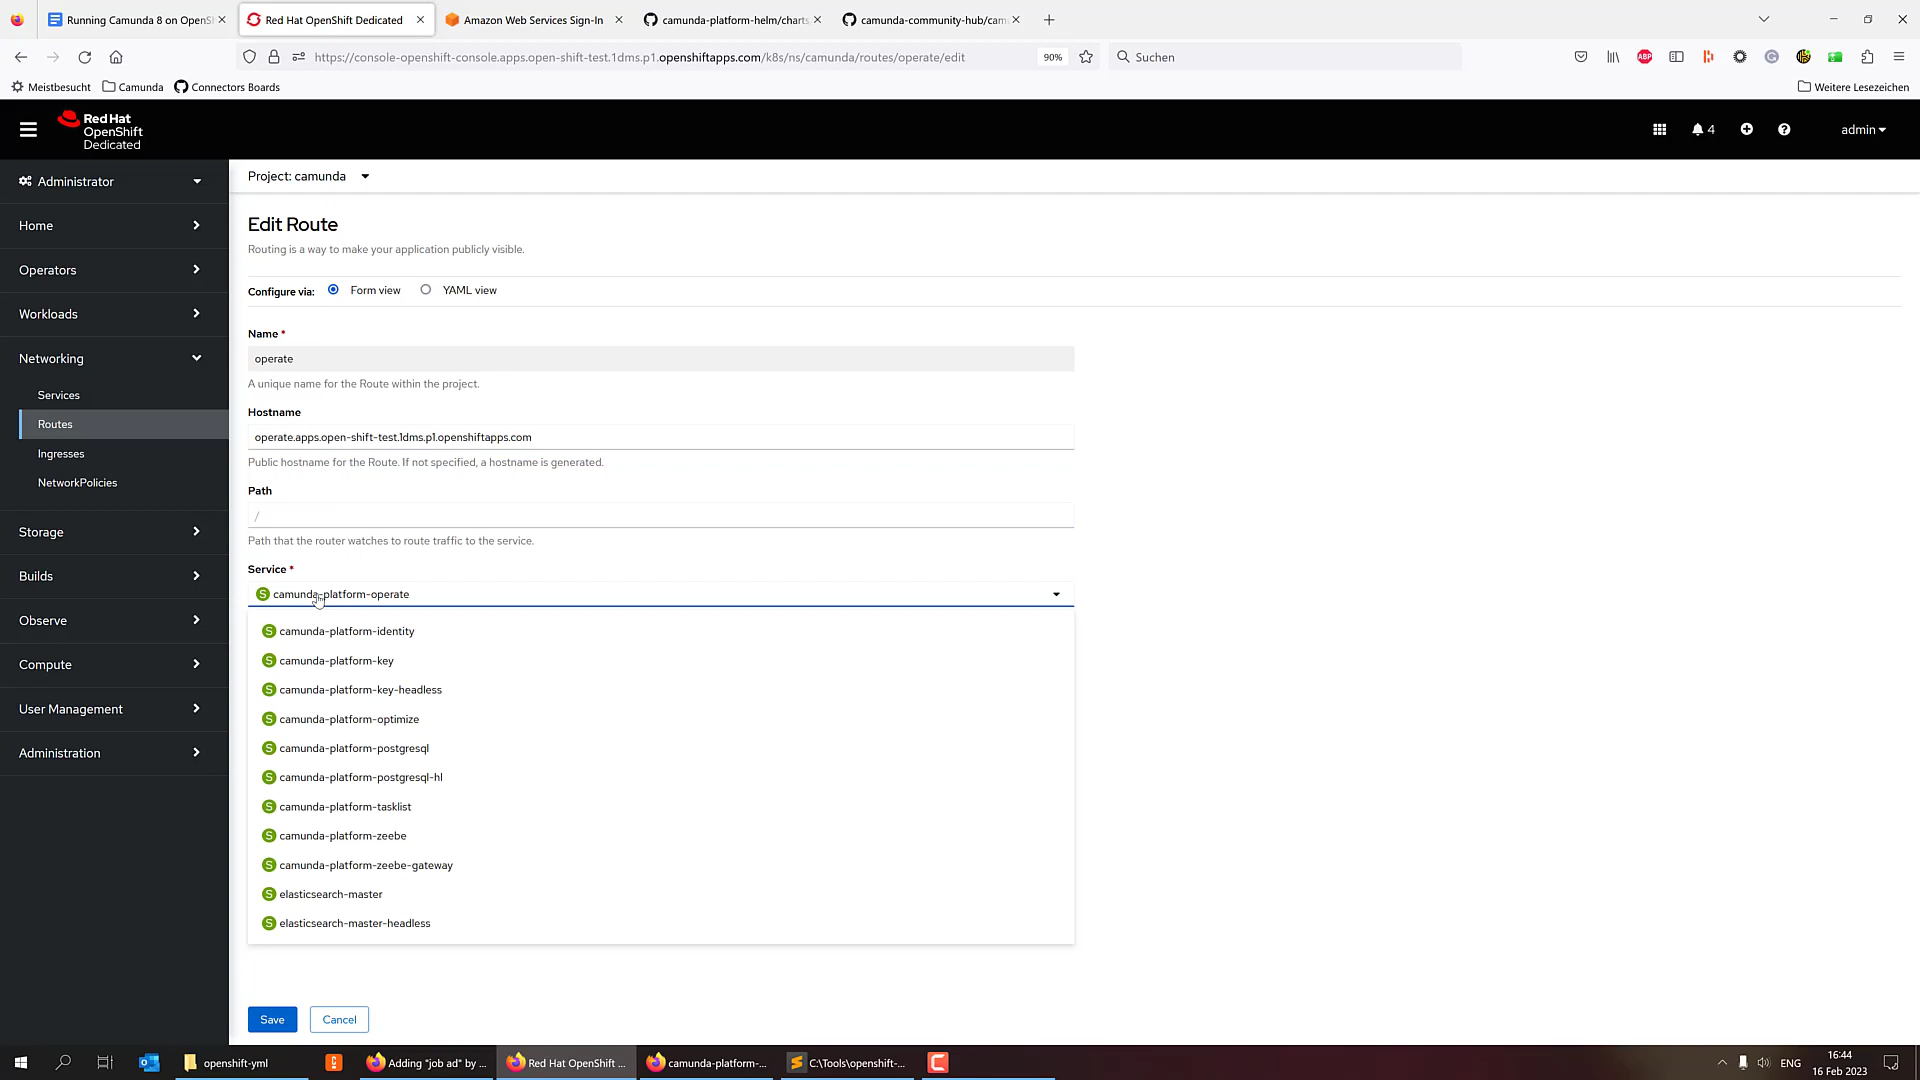 Running Camunda 8 on OpenS
Red Hat OpenShift Dedicated
Amazon Web Services Sign-In
camunda-platform-helm/charts
camunda-community-hub/cam
https://console-openshift-console.apps.open-shift-test.1dms.p1.openshiftapps.com/k8s/ns/camunda/routes/operate/edit
90%
Suchen
ABP
Meistbesucht
Camunda
Connectors Boards
Weitere Lesezeichen
Red Hat
OpenShift
Dedicated
4
admin
Administrator
Home
Operators
Workloads
Networking
Services
Routes
Ingresses
NetworkPolicies
Storage
Builds
Observe
Compute
User Management
Administration
Project: camunda
Edit Route
Routing is a way to make your application publicly visible.
Configure via:
Form view
YAML view
Name *
operate
A unique name for the Route within the project.
Hostname
operate.apps.open-shift-test.1dms.p1.openshiftapps.com
Public hostname for the Route. If not specified, a hostname is generated.
Path
/
Path that the router watches to route traffic to the service.
Service *
S camunda-platform-operate
S camunda-platform-identity
S camunda-platform-key
S camunda-platform-key-headless
S camunda-platform-optimize
S camunda-platform-postgresql
S camunda-platform-postgresql-hl
S camunda-platform-tasklist
S camunda-platform-zeebe
S camunda-platform-zeebe-gateway
S elasticsearch-master
S elasticsearch-master-headless
Save
Cancel
openshift-yml
Adding "job ad" by ...
Red Hat OpenShift ...
camunda-platform-...
C:\Tools\openshift-...
ENG
16:44
16 Feb 2023